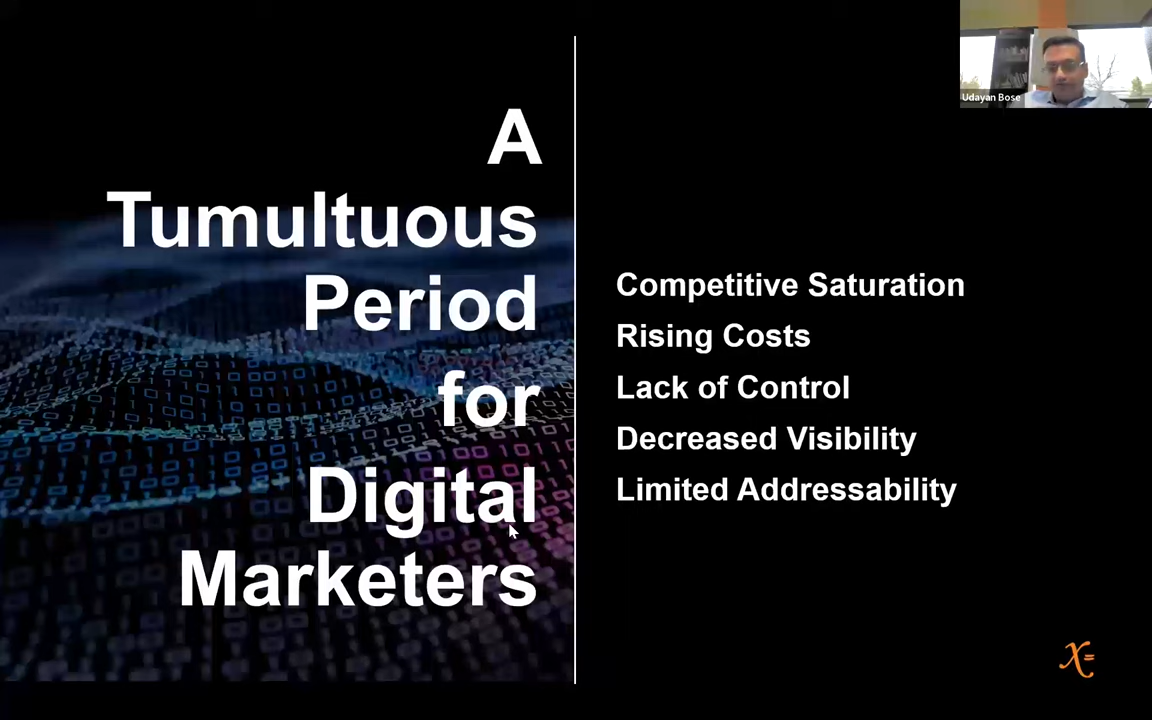 A
Tumultuous
Period
for
Digital
Marketers
Competitive Saturation
Rising Costs
Lack of Control
Decreased Visibility
Limited Addressability
Udayan Bose
X=